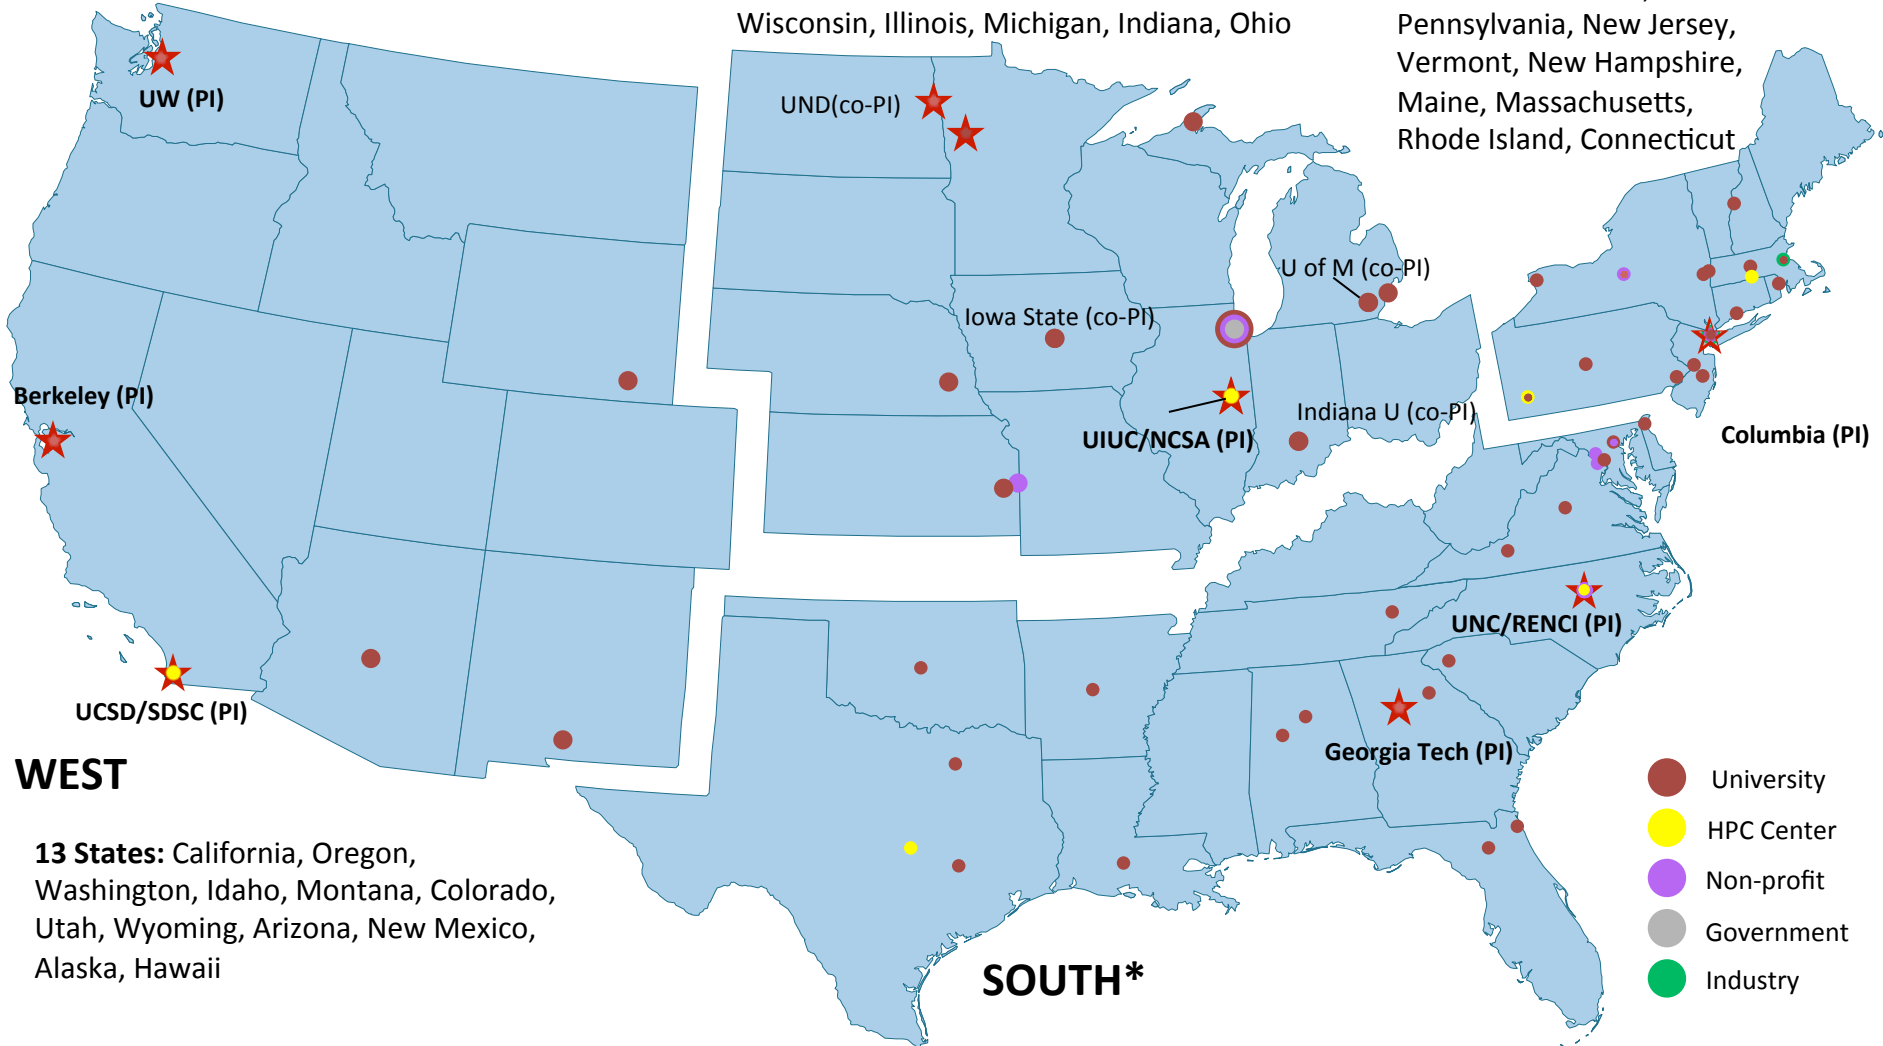 Wisconsin, Illinois, Michigan, Indiana, Ohio
Pennsylvania, New Jersey,
Vermont, New Hampshire,
Maine, Massachusetts,
Rhode Island, Connecticut
UW (PI)
UND(co-PI)
U of M (co-PI)
Iowa State (co-PI)
Berkeley (PI)
Indiana U (co-PI)
UIUC/NCSA (PI)
Columbia (PI)
UNC/RENCI (PI)
UCSD/SDSC (PI)
Georgia Tech (PI)
WEST
13 States: California, Oregon,
Washington, Idaho, Montana, Colorado,
Utah, Wyoming, Arizona, New Mexico,
Alaska, Hawaii
SOUTH*
University
HPC Center
Non-profit
Government
Industry